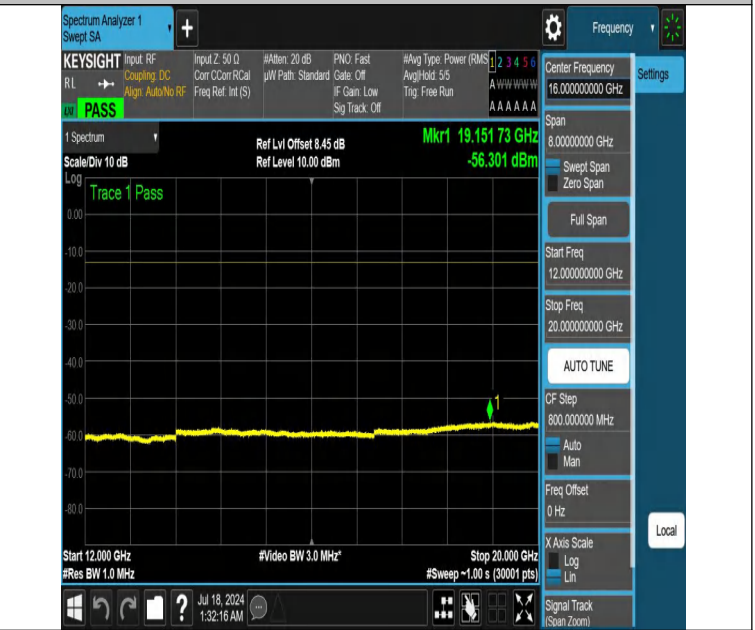 Spectrum Analyzer 1
Swept SA
+
Frequency
KEYSIGHT
RL
PASS
Input: RF
Coupling: DC
Align: Auto/No RF
Input Z: 50 Ω
Corr CCorr RCal
Freq Ref: Int (S)
#Atten: 20 dB
µW Path: Standard
PNO: Fast
Gate: Off
IF Gain: Low
Sig Track: Off
#Avg Type: Power (RMS
Avg|Hold: 5/5
Trig: Free Run
1 2 3 4 5 6
A W W W W W
A A A A A A
1 Spectrum
Scale/Div 10 dB
Ref Lvl Offset 8.45 dB
Ref Level 10.00 dBm
Mkr1 19.151 73 GHz
-56.301 dBm
Log
Trace 1 Pass
0.00
-10.0
-20.0
-30.0
-40.0
-50.0
-60.0
-70.0
-80.0
1
Start 12.000 GHz
#Res BW 1.0 MHz
#Video BW 3.0 MHz*
Stop 20.000 GHz
#Sweep ~1.00 s (30001 pts)
Center Frequency
16.000000000 GHz
Span
8.00000000 GHz
Swept Span
Zero Span
Full Span
Start Freq
12.000000000 GHz
Stop Freq
20.000000000 GHz
AUTO TUNE
CF Step
800.000000 MHz
Auto
Man
Freq Offset
0 Hz
X Axis Scale
Log
Lin
Signal Track
(Span Zoom)
Settings
Local
?
Jul 18, 2024
1:32:16 AM